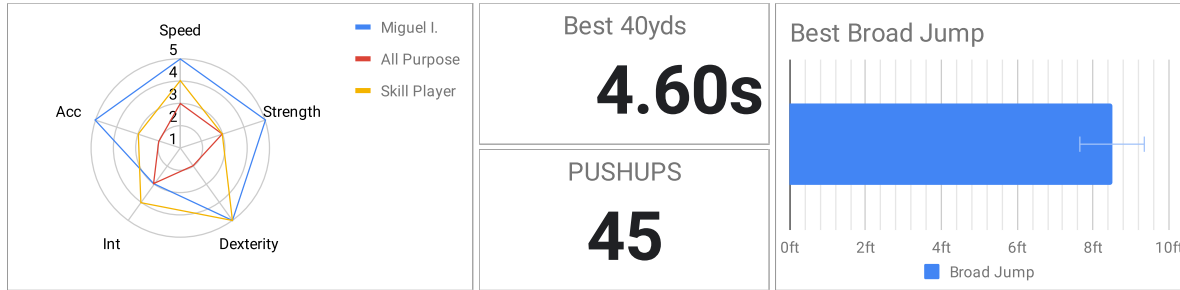 Speed
5
4
3
2
1
Acc
Strength
Int
Dexterity
Miguel I.
All Purpose
Skill Player
Best 40yds
4.60s
PUSHUPS
45
Best Broad Jump
0ft 2ft 4ft 6ft 8ft 10ft
Broad Jump